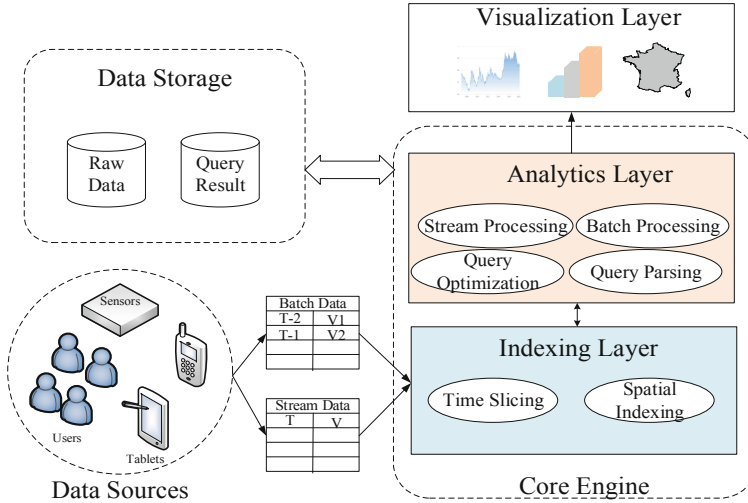 Visualization Layer
Data Storage
Raw
Data
Query
Result
Analytics Layer
Stream Processing
Batch Processing
Query
Optimization
Query Parsing
Sensors
Users
Tablets
Data Sources
Batch Data
T-2 V1
T-1 V2
Stream Data
T V
Indexing Layer
Time Slicing
Spatial
Indexing
Core Engine